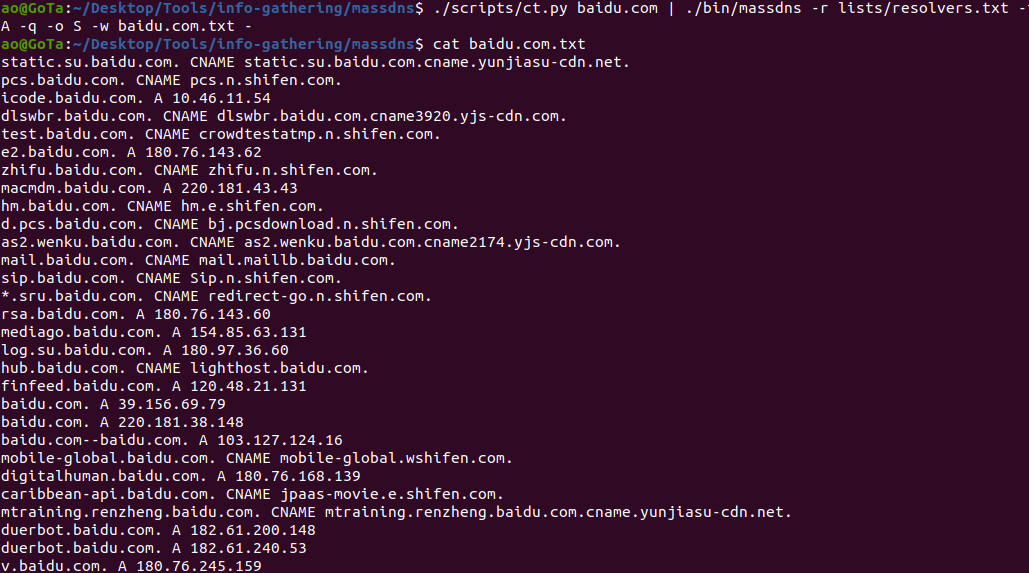 ao@GoTa:~/Desktop/Tools/info-gathering/massdns$ ./scripts/ct.py baidu.com | ./bin/massdns -r lists/resolvers.txt -t
A -q -o S -w baidu.com.txt -
ao@GoTa:~/Desktop/Tools/info-gathering/massdns$ cat baidu.com.txt
static.su.baidu.com. CNAME static.su.baidu.com.cname.yunjiasu-cdn.net.
pcs.baidu.com. CNAME pcs.n.shifen.com.
icode.baidu.com. A 10.46.11.54
dlswbr.baidu.com. CNAME dlswbr.baidu.com.cname3920.yjs-cdn.com.
test.baidu.com. CNAME crowdtestatmp.n.shifen.com.
e2.baidu.com. A 180.76.143.62
zhifu.baidu.com. CNAME zhifu.n.shifen.com.
macmdm.baidu.com. A 220.181.43.43
hm.baidu.com. CNAME hm.e.shifen.com.
d.pcs.baidu.com. CNAME bj.pcsdownload.n.shifen.com.
as2.wenku.baidu.com. CNAME as2.wenku.baidu.com.cname2174.yjs-cdn.com.
mail.baidu.com. CNAME mail.maillb.baidu.com.
sip.baidu.com. CNAME Sip.n.shifen.com.
*.sru.baidu.com. CNAME redirect-go.n.shifen.com.
rsa.baidu.com. A 180.76.143.60
mediago.baidu.com. A 154.85.63.131
log.su.baidu.com. A 180.97.36.60
hub.baidu.com. CNAME lighthost.baidu.com.
finfeed.baidu.com. A 120.48.21.131
baidu.com. A 39.156.69.79
baidu.com. A 220.181.38.148
baidu.com--baidu.com. A 103.127.124.16
mobile-global.baidu.com. CNAME mobile-global.wshifen.com.
digitalhuman.baidu.com. A 180.76.168.139
caribbean-api.baidu.com. CNAME jpaas-movie.e.shifen.com.
mtraining.renzheng.baidu.com. CNAME mtraining.renzheng.baidu.com.cname.yunjiasu-cdn.net.
duerbot.baidu.com. A 182.61.200.148
duerbot.baidu.com. A 182.61.240.53
v.baidu.com. A 180.76.245.159